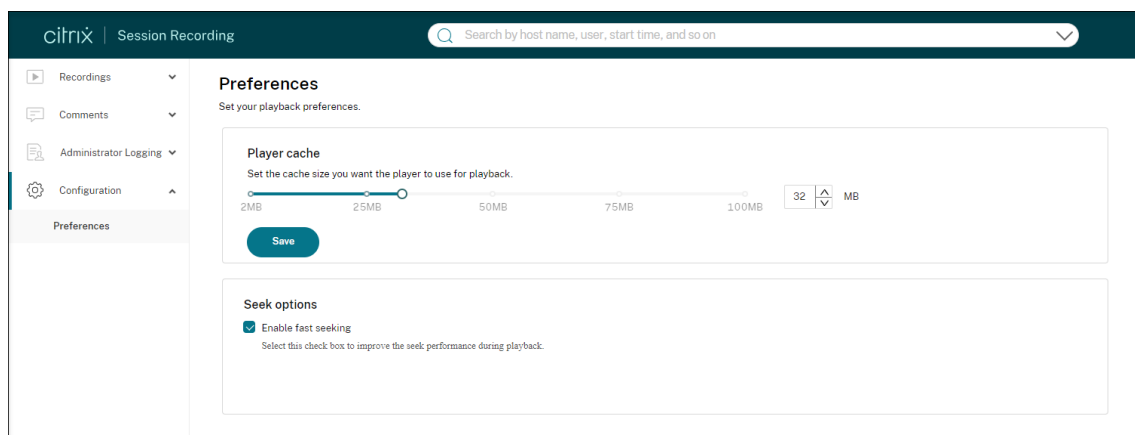 citrix | Session Recording
Search by host name, user, start time, and so on
Recordings
Comments
Administrator Logging
Configuration
Preferences
Preferences
Set your playback preferences.
Player cache
Set the cache size you want the player to use for playback.
2MB 25MB 50MB 75MB 100MB
32 MB
Save
Seek options
Enable fast seeking
Select this check box to improve the seek performance during playback.